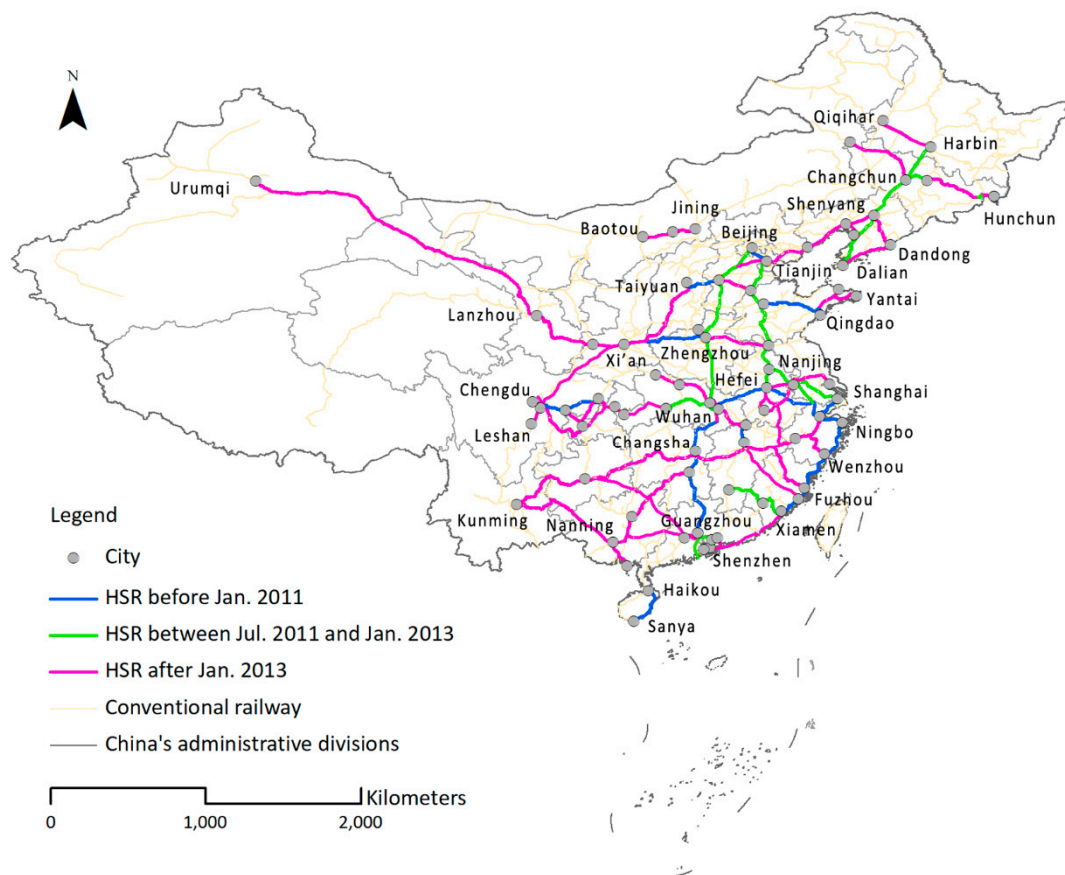 N
Qiqihar
Harbin
Urumqi
Changchun
Jining
Shenyang
Hunchun
Baotou
Beijing
Dandong
Tianjin
Dalian
Taiyuan
Yantai
Lanzhou
Qingdao
Xi'an
Zhengzhou
Nanjing
Chengdu
Hefei
Shanghai
Leshan
Wuhan
Ningbo
Changsha
Wenzhou
Fuzhou
Kunming
Nanning
Guangzhou
Xiamen
Shenzhen
Haikou
Sanya
Legend
City
HSR before Jan. 2011
HSR between Jul. 2011 and Jan. 2013
HSR after Jan. 2013
Conventional railway
China's administrative divisions
Kilometers
0 1,000 2,000